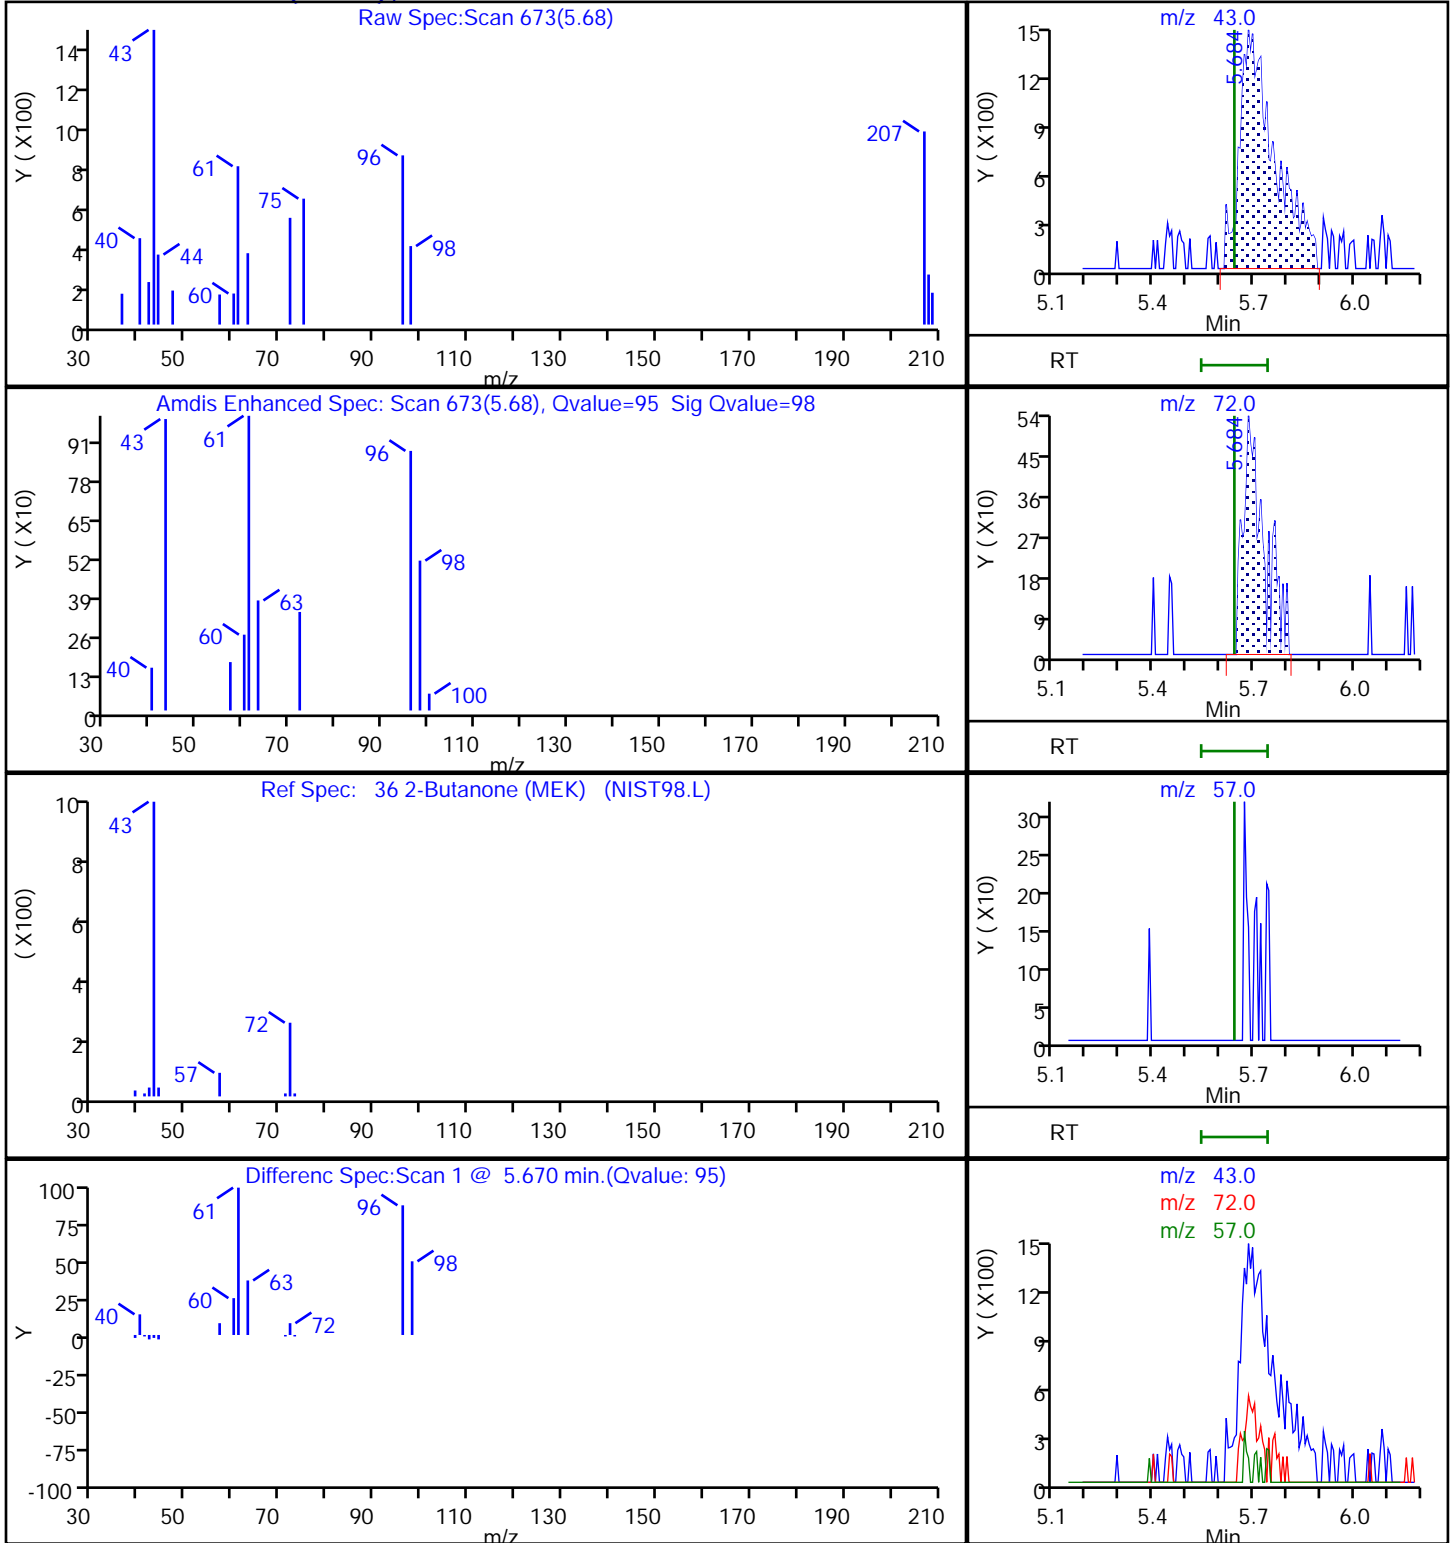 Raw Spec:Scan 673(5.68)
Y ( X100)
14
12
10
8
6
4
2
0
43
40
44
60
61
75
96
98
207
30 50 70 90 110 130 150 170 190 210
m/z
m/z 43.0
Y ( X100)
15
12
9
6
3
0
5.684
5.1 5.4 5.7 6.0
Min
RT
Amdis Enhanced Spec: Scan 673(5.68), Qvalue=95 Sig Qvalue=98
Y ( X10)
91
78
65
52
39
26
13
0
43
61
96
98
63
60
40
100
30 50 70 90 110 130 150 170 190 210
m/z
m/z 72.0
Y ( X10)
54
45
36
27
18
9
0
5.684
5.1 5.4 5.7 6.0
Min
RT
Ref Spec: 36 2-Butanone (MEK) (NIST98.L)
( X100)
10
8
6
4
2
0
43
57
72
30 50 70 90 110 130 150 170 190 210
m/z 57.0
Y ( X10)
30
25
20
15
10
5
0
5.1 5.4 5.7 6.0
Min
RT
Differenc Spec:Scan 1 @ 5.670 min.(Qvalue: 95)
Y
100
75
50
25
0
-25
-50
-75
-100
61
96
98
63
60
40
72
30 50 70 90 110 130 150 170 190 210
m/z
m/z 43.0
m/z 72.0
m/z 57.0
Y ( X100)
15
12
9
6
3
0
5.1 5.4 5.7 6.0
Min